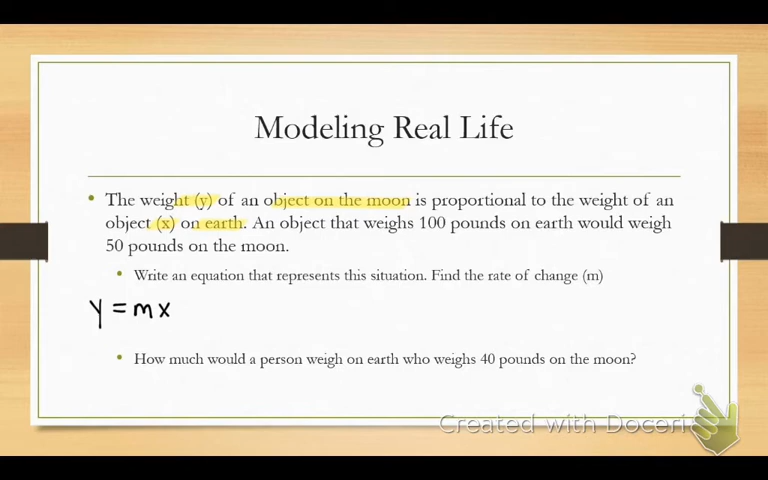 Modeling Real Life
• The weight (y) of an object on the moon is proportional to the weight of an
object (x) on earth. An object that weighs 100 pounds on earth would weigh
50 pounds on the moon.
• Write an equation that represents this situation. Find the rate of change (m)
y = mx
• How much would a person weigh on earth who weighs 40 pounds on the moon?
Created with Doceri